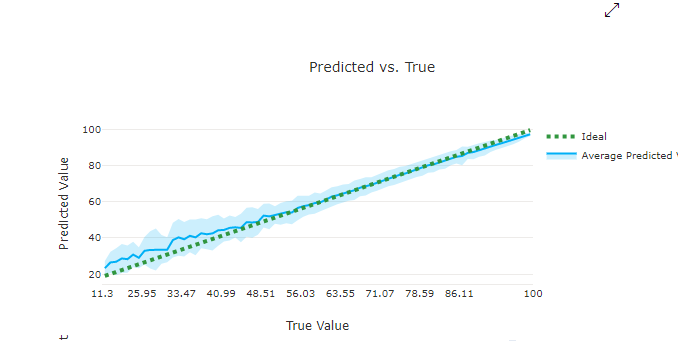 Predicted vs. True
Predicted Value
100
80
60
40
20
11.3 25.95 33.47 40.99 48.51 56.03 63.55 71.07 78.59 86.11 100
True Value
Ideal
Average Predicted